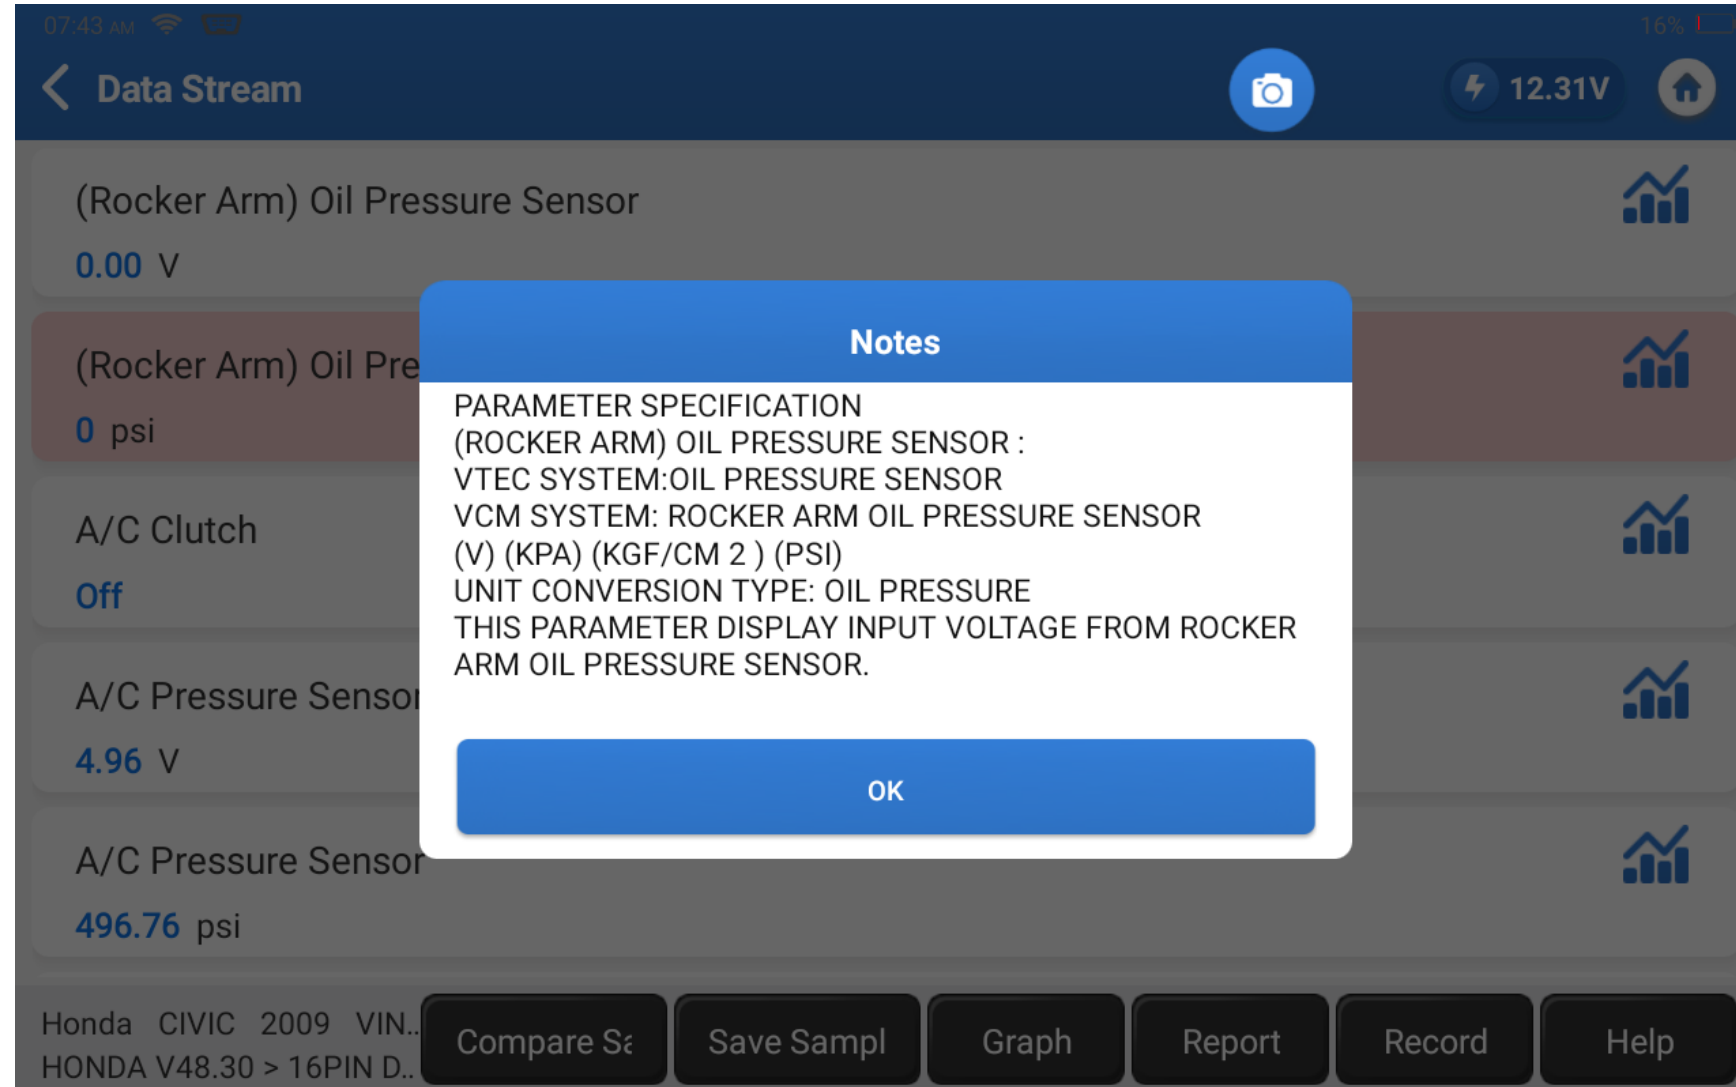 07:43 AM
16%
Data Stream
12.31V
(Rocker Arm) Oil Pressure Sensor
0.00 V
(Rocker Arm) Oil Pre
0 psi
A/C Clutch
Off
A/C Pressure Sensor
4.96 V
A/C Pressure Sensor
496.76 psi
Notes
PARAMETER SPECIFICATION
(ROCKER ARM) OIL PRESSURE SENSOR :
VTEC SYSTEM:OIL PRESSURE SENSOR
VCM SYSTEM: ROCKER ARM OIL PRESSURE SENSOR
(V) (KPA) (KGF/CM 2 ) (PSI)
UNIT CONVERSION TYPE: OIL PRESSURE
THIS PARAMETER DISPLAY INPUT VOLTAGE FROM ROCKER
ARM OIL PRESSURE SENSOR.
OK
Honda CIVIC 2009 VIN..
HONDA V48.30 > 16PIN D..
Compare Sa
Save Sampl
Graph
Report
Record
Help